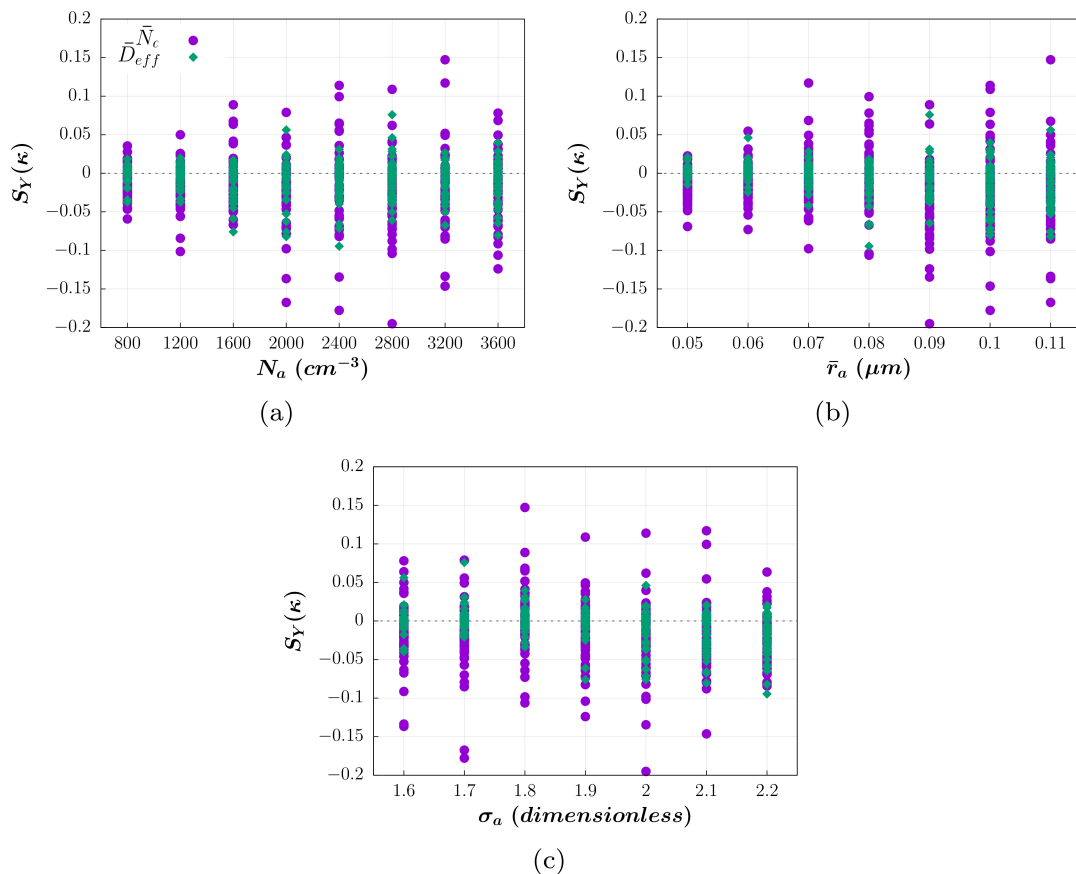 0.2
0.15
0.1
0.05
0
−0.05
−0.1
−0.15
−0.2
S_Y(κ)
N̄_c
D̄_eff
800 1200 1600 2000 2400 2800 3200 3600
N_a (cm⁻³)
(a)
0.2
0.15
0.1
0.05
0
−0.05
−0.1
−0.15
−0.2
S_Y(κ)
0.05 0.06 0.07 0.08 0.09 0.1 0.11
r̄_a (μm)
(b)
0.2
0.15
0.1
0.05
0
−0.05
−0.1
−0.15
−0.2
S_Y(κ)
1.6 1.7 1.8 1.9 2 2.1 2.2
σ_a (dimensionless)
(c)